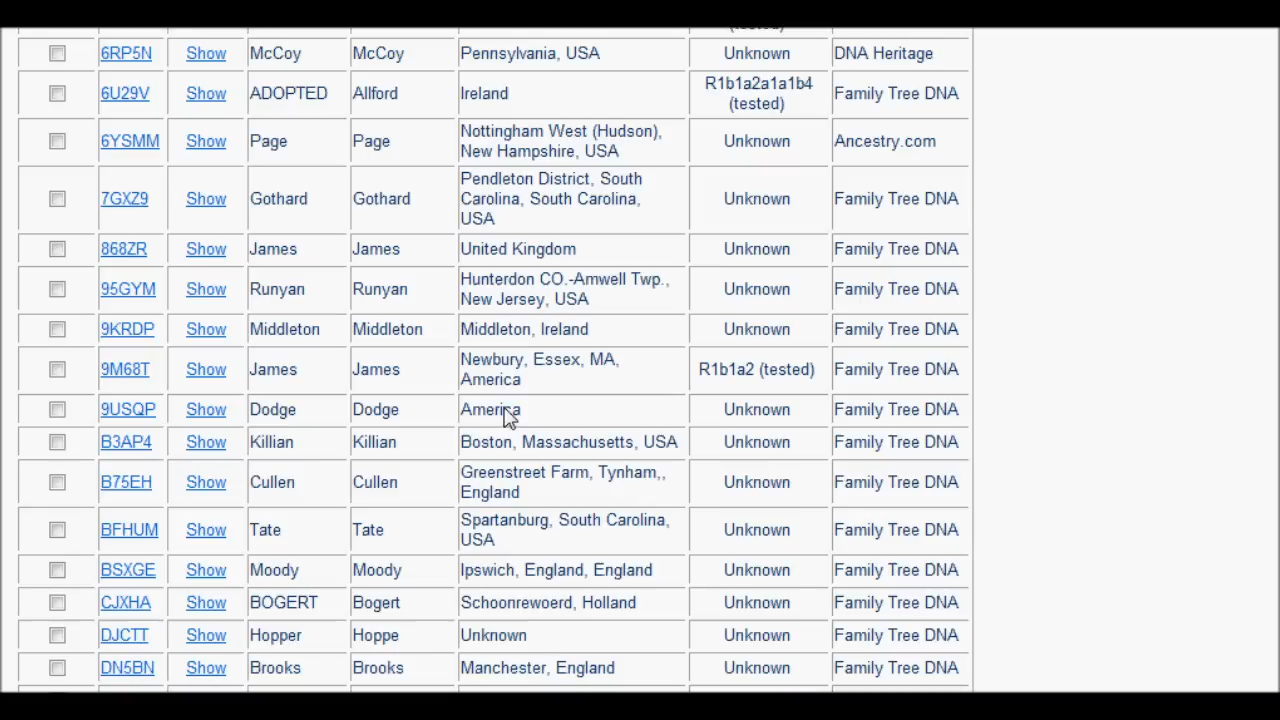 (tested)
6RP5N Show McCoy McCoy Pennsylvania, USA Unknown DNA Heritage
6U29V Show ADOPTED Allford Ireland R1b1a2a1a1b4 (tested) Family Tree DNA
6YSMM Show Page Page Nottingham West (Hudson), New Hampshire, USA Unknown Ancestry.com
7GXZ9 Show Gothard Gothard Pendleton District, South Carolina, South Carolina, USA Unknown Family Tree DNA
868ZR Show James James United Kingdom Unknown Family Tree DNA
95GYM Show Runyan Runyan Hunterdon CO.-Amwell Twp., New Jersey, USA Unknown Family Tree DNA
9KRDP Show Middleton Middleton Middleton, Ireland Unknown Family Tree DNA
9M68T Show James James Newbury, Essex, MA, America R1b1a2 (tested) Family Tree DNA
9USQP Show Dodge Dodge America Unknown Family Tree DNA
B3AP4 Show Killian Killian Boston, Massachusetts, USA Unknown Family Tree DNA
B75EH Show Cullen Cullen Greenstreet Farm, Tynham,, England Unknown Family Tree DNA
BFHUM Show Tate Tate Spartanburg, South Carolina, USA Unknown Family Tree DNA
BSXGE Show Moody Moody Ipswich, England, England Unknown Family Tree DNA
CJXHA Show BOGERT Bogert Schoonrewoerd, Holland Unknown Family Tree DNA
DJCTT Show Hopper Hoppe Unknown Unknown Family Tree DNA
DN5BN Show Brooks Brooks Manchester, England Unknown Family Tree DNA